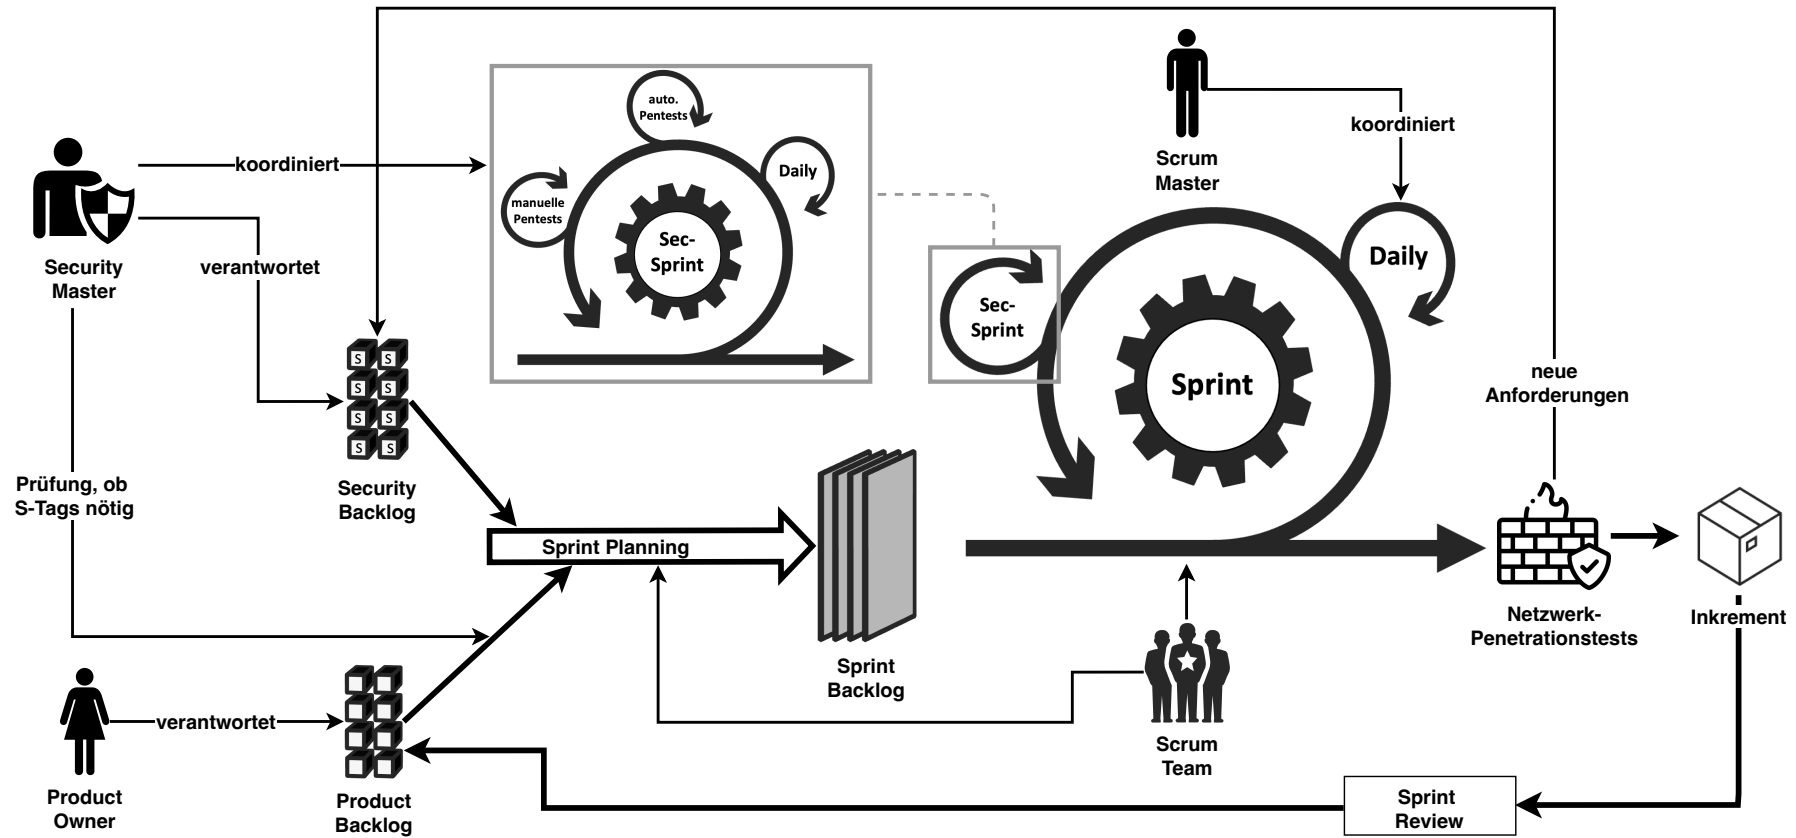 auto.
Pentests
manuelle
Pentests
Daily
Sec-
Sprint
koordiniert
Security
Master
verantwortet
Scrum
Master
koordiniert
Daily
Sec-
Sprint
Sprint
neue
Anforderungen
S S
S S
S S
S S
Security
Backlog
Prüfung, ob
S-Tags nötig
Sprint Planning
Sprint
Backlog
Netzwerk-
Penetrationstests
Inkrement
Scrum
Team
verantwortet
Product
Owner
Product
Backlog
Sprint
Review